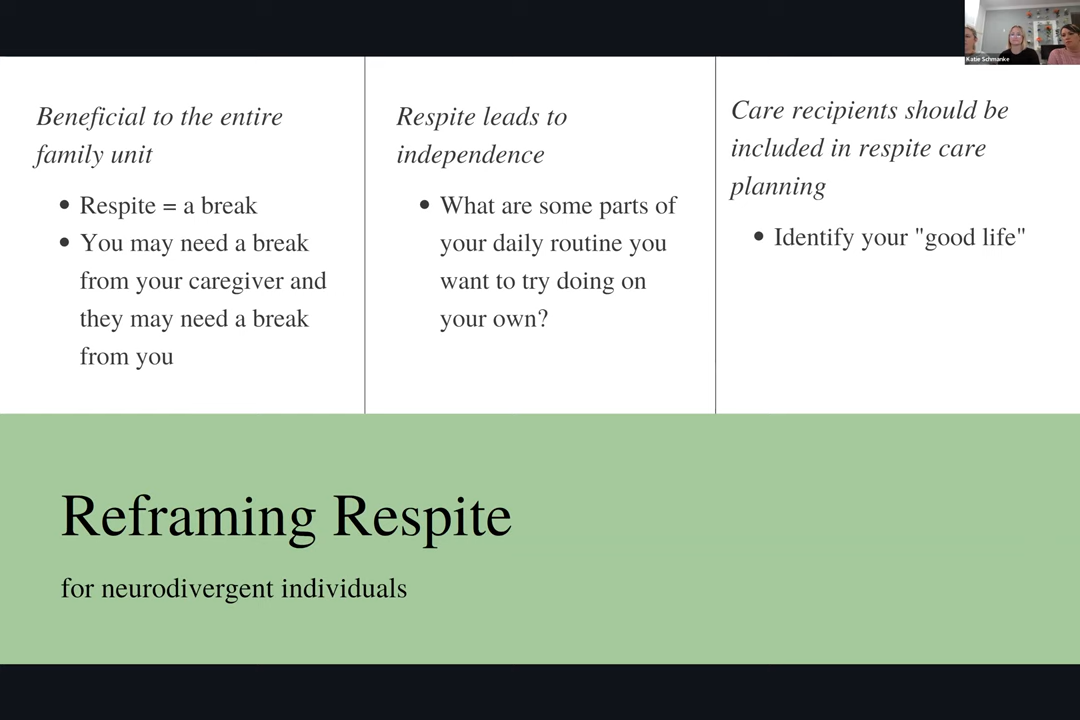 Beneficial to the entire
family unit
• Respite = a break
• You may need a break
from your caregiver and
they may need a break
from you
Respite leads to
independence
• What are some parts of
your daily routine you
want to try doing on
your own?
Care recipients should be
included in respite care
planning
• Identify your "good life"
Reframing Respite
for neurodivergent individuals
Katie Schmanke